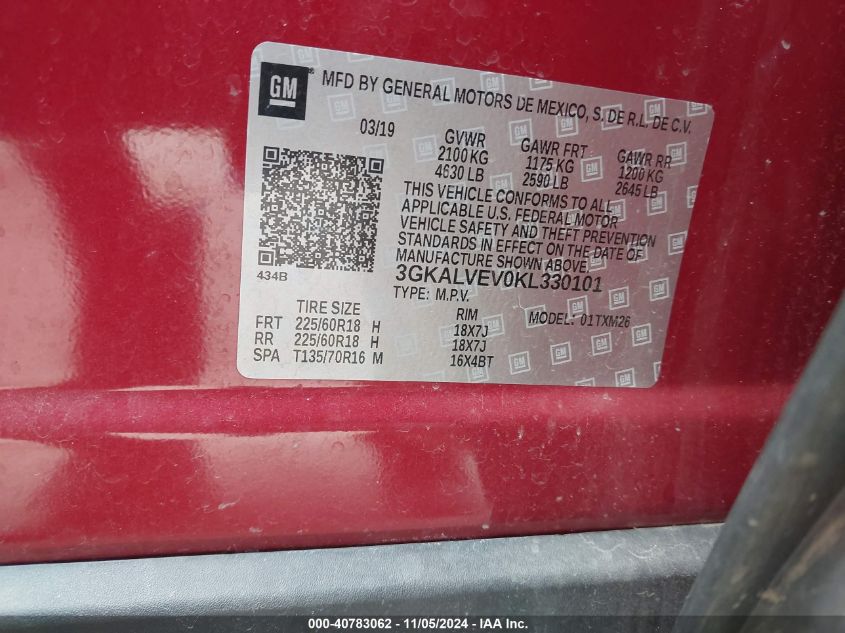 GM
MFD BY GENERAL MOTORS DE MEXICO, S. DE R.L. DE C.V.
03/19
GVWR GAWR FRT GAWR RR
2100 KG 1175 KG 1200 KG
4630 LB 2590 LB 2645 LB
THIS VEHICLE CONFORMS TO ALL
APPLICABLE U.S. FEDERAL MOTOR
VEHICLE SAFETY AND THEFT PREVENTION
STANDARDS IN EFFECT ON THE DATE OF
MANUFACTURE SHOWN ABOVE.
434B
3GKALVEV0KL330101
TYPE: M.P.V. MODEL: 01TXM26
TIRE SIZE RIM
FRT 225/60R18 H 18X7J
RR 225/60R18 H 18X7J
SPA T135/70R16 M 16X4BT
000-40783062 - 11/05/2024 - IAA Inc.